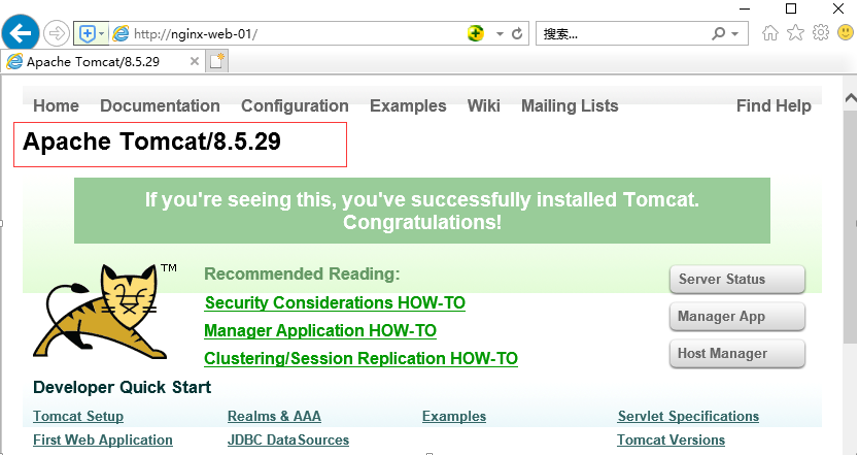 http://nginx-web-01/
搜索...
Apache Tomcat/8.5.29
Home Documentation Configuration Examples Wiki Mailing Lists Find Help
Apache Tomcat/8.5.29
If you're seeing this, you've successfully installed Tomcat.
Congratulations!
TM
Recommended Reading:
Security Considerations HOW-TO
Manager Application HOW-TO
Clustering/Session Replication HOW-TO
Server Status
Manager App
Host Manager
Developer Quick Start
Tomcat Setup Realms & AAA Examples Servlet Specifications
First Web Application JDBC DataSources Tomcat Versions